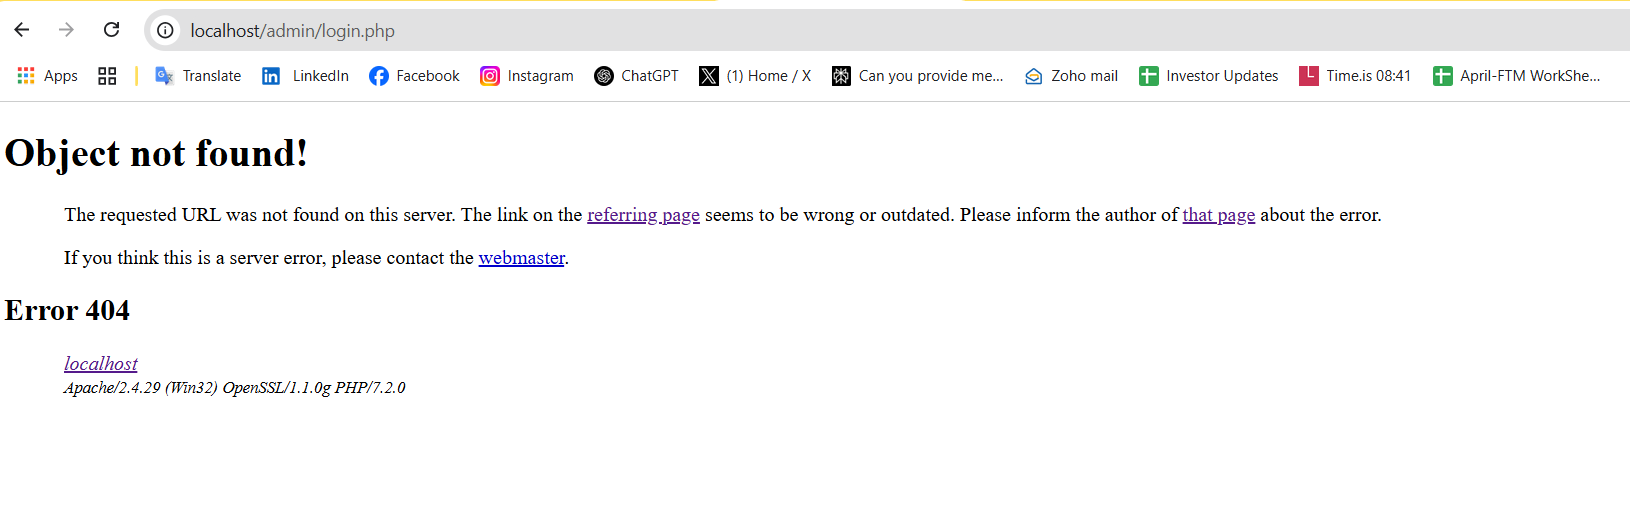 localhost/admin/login.php
Apps Translate LinkedIn Facebook Instagram ChatGPT (1) Home / X Can you provide me... Zoho mail Investor Updates Time.is 08:41 April-FTM WorkShe...
Object not found!
The requested URL was not found on this server. The link on the referring page seems to be wrong or outdated. Please inform the author of that page about the error.
If you think this is a server error, please contact the webmaster.
Error 404
localhost
Apache/2.4.29 (Win32) OpenSSL/1.1.0g PHP/7.2.0